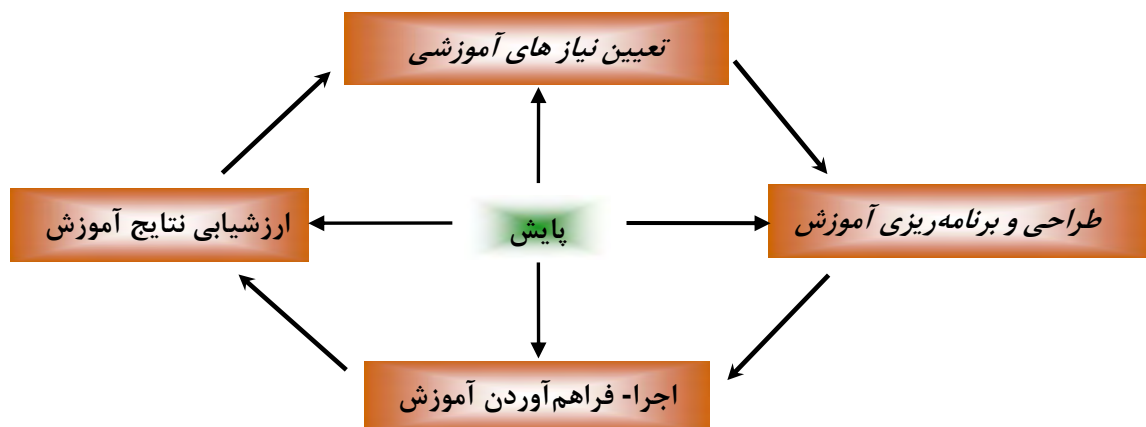 تعیین نیاز های آموزشی
طراحی و برنامه‌ریزی آموزش
پایش
ارزشیابی نتایج آموزش
اجرا- فراهم‌آوردن آموزش